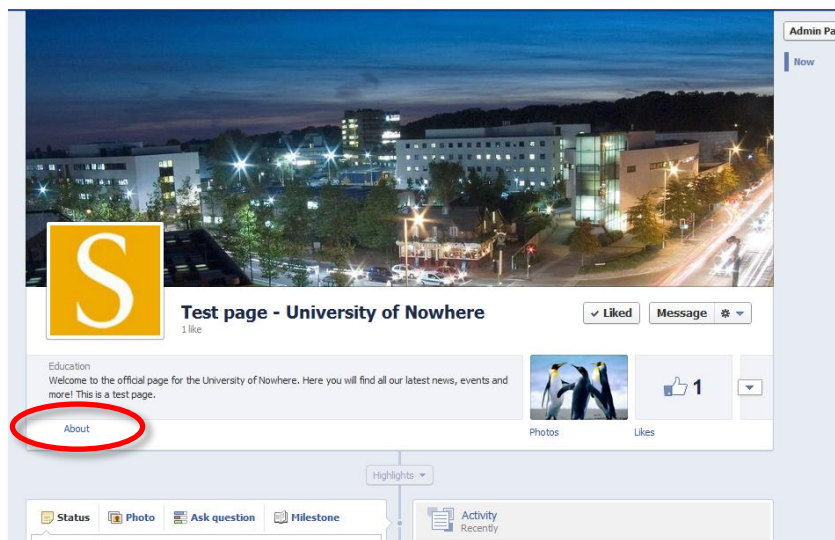 Admin Pa
Now
S
Test page - University of Nowhere
1 like
Liked
Message
Education
Welcome to the official page for the University of Nowhere. Here you will find all our latest news, events and
more! This is a test page.
About
Photos
1
Likes
Highlights
Status
Photo
Ask question
Milestone
Activity
Recently